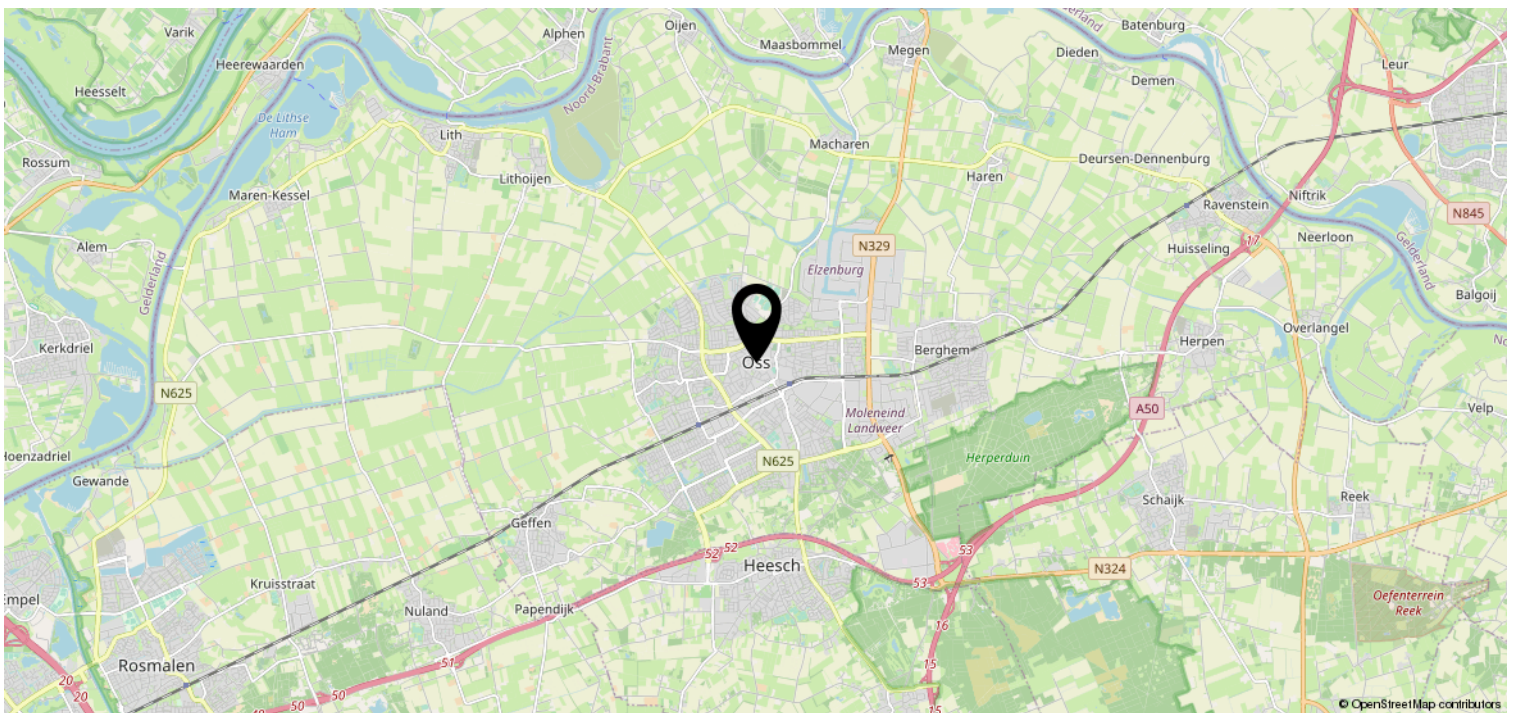 Varik
Alphen
Oijen
Maasbommel
Megen
Batenburg
Dieden
Heerewaarden
Leur
Demen
Heesselt
Noord-Brabant
De Lithse
Ham
Lith
Macharen
Rossum
Lithoijen
Haren
Deursen-Dennenburg
Maren-Kessel
Niftrik
Ravenstein
N845
Alem
N329
17
Huisseling
Neerloon
Gelderland
Gelderland
Elzenburg
Balgoij
Kerkdriel
Berghem
Herpen
Overlangel
Oss
N625
A50
Moleneind
Landweer
Velp
Hoenzadriel
N625
Herperduin
Gewande
Schaijk
Reek
Geffen
52
52
53
Heesch
N324
Kruisstraat
53
Empel
Nuland
Papendijk
Oefenterrein
Reek
16
Rosmalen
51
15
20
20
50
50
15
© OpenStreetMap contributors